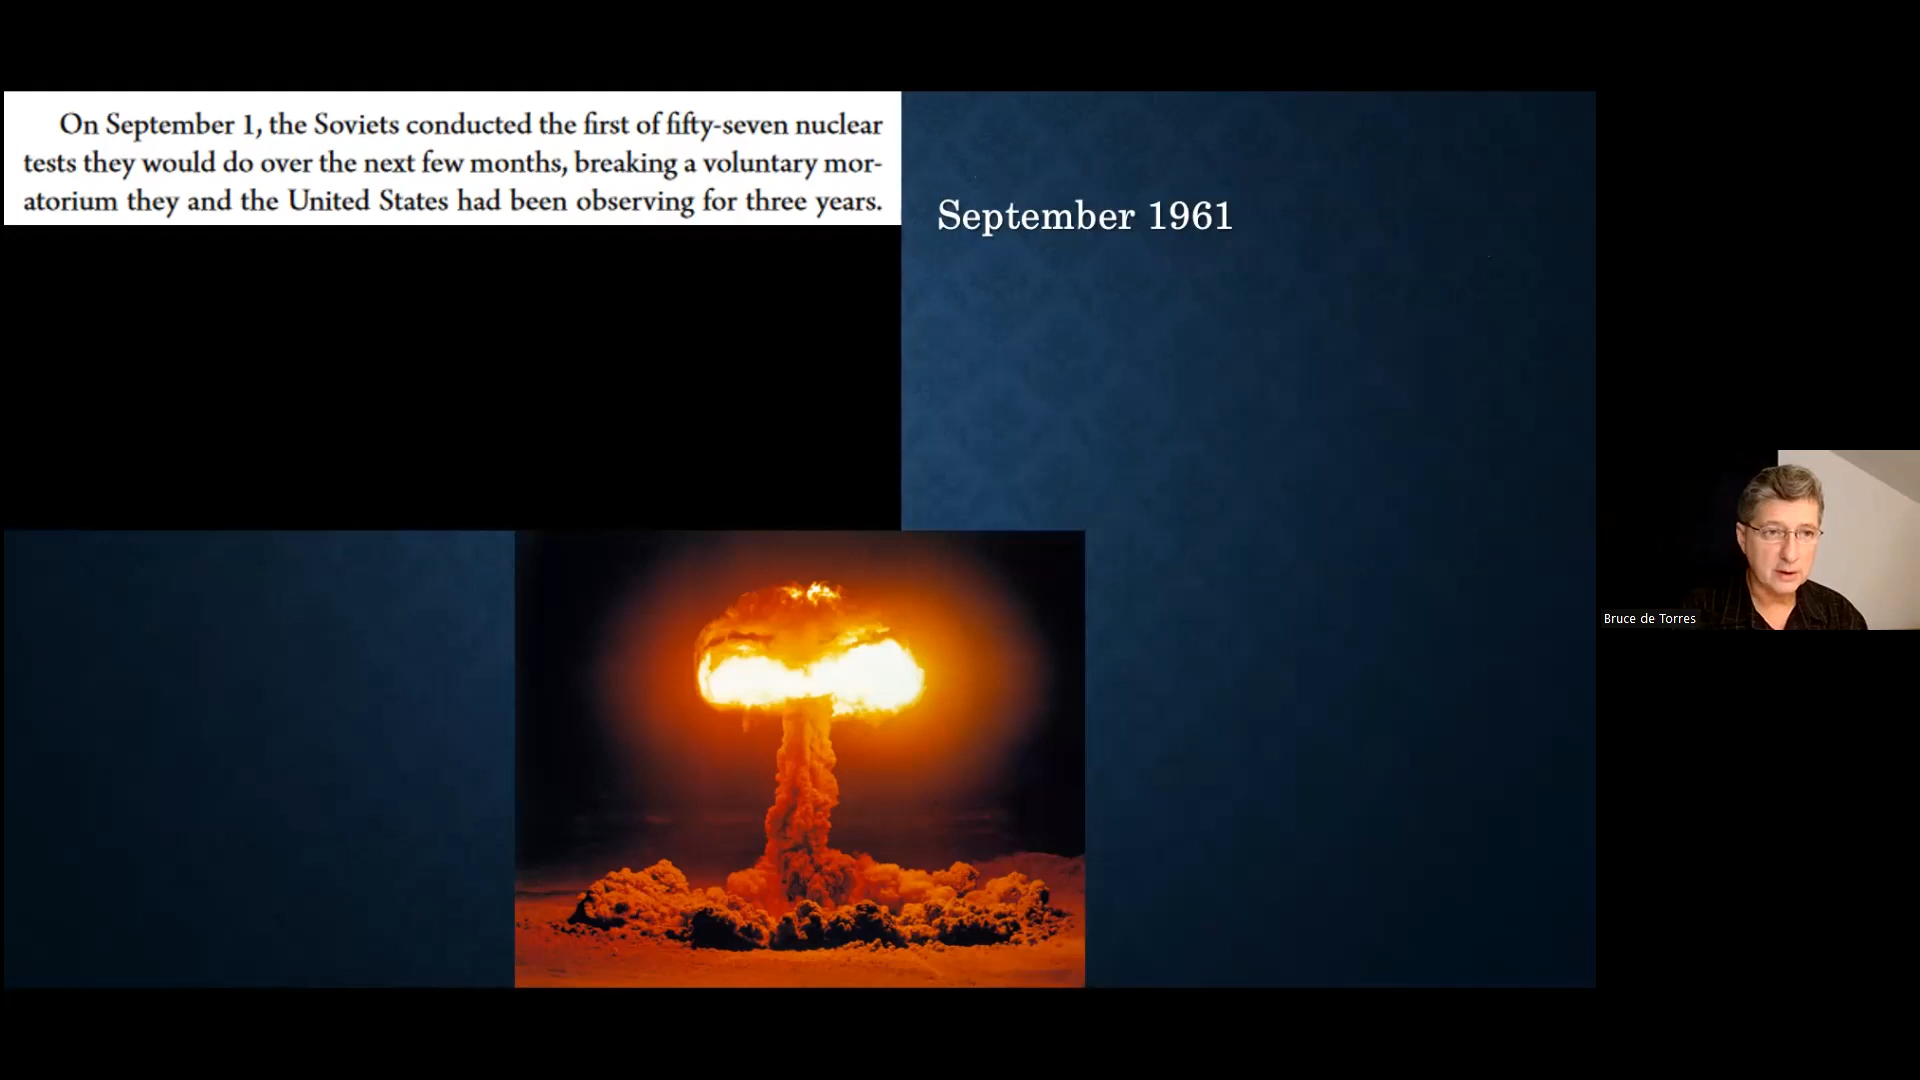 On September 1, the Soviets conducted the first of fifty-seven nuclear
tests they would do over the next few months, breaking a voluntary mor-
atorium they and the United States had been observing for three years.
September 1961
Bruce de Torres